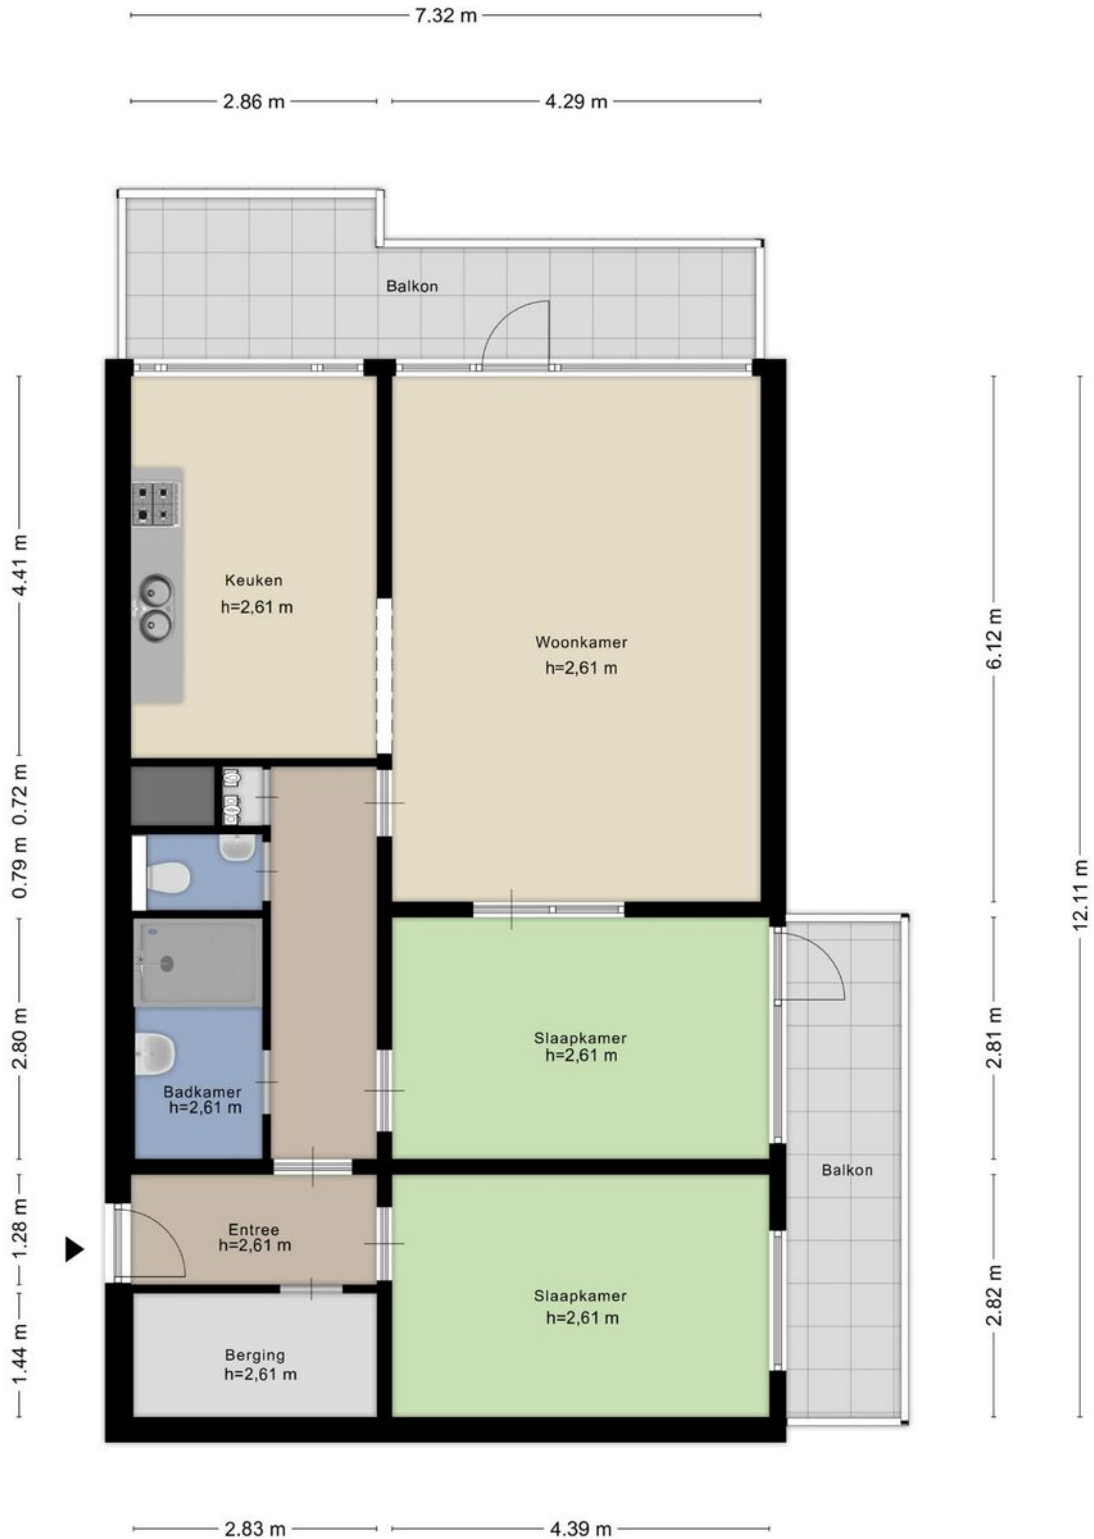 7.32 m
2.86 m
4.29 m
Balkon
4.41 m
Keuken
h=2,61 m
Woonkamer
h=2,61 m
6.12 m
0.72 m
0.79 m
12.11 m
2.80 m
Slaapkamer
h=2,61 m
2.81 m
Badkamer
h=2,61 m
Balkon
1.28 m
Entree
h=2,61 m
Slaapkamer
h=2,61 m
2.82 m
1.44 m
Berging
h=2,61 m
2.83 m
4.39 m